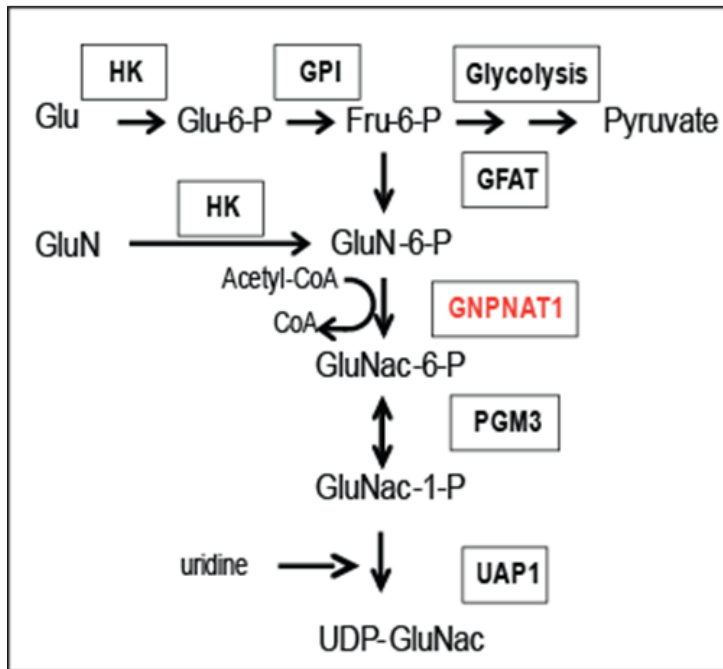 HK GPI Glycolysis
Glu Glu-6-P Fru-6-P Pyruvate
GFAT
HK
GluN GluN-6-P
Acetyl-CoA
GNPNAT1
CoA
GluNac-6-P
PGM3
GluNac-1-P
uridine UAP1
UDP-GluNac